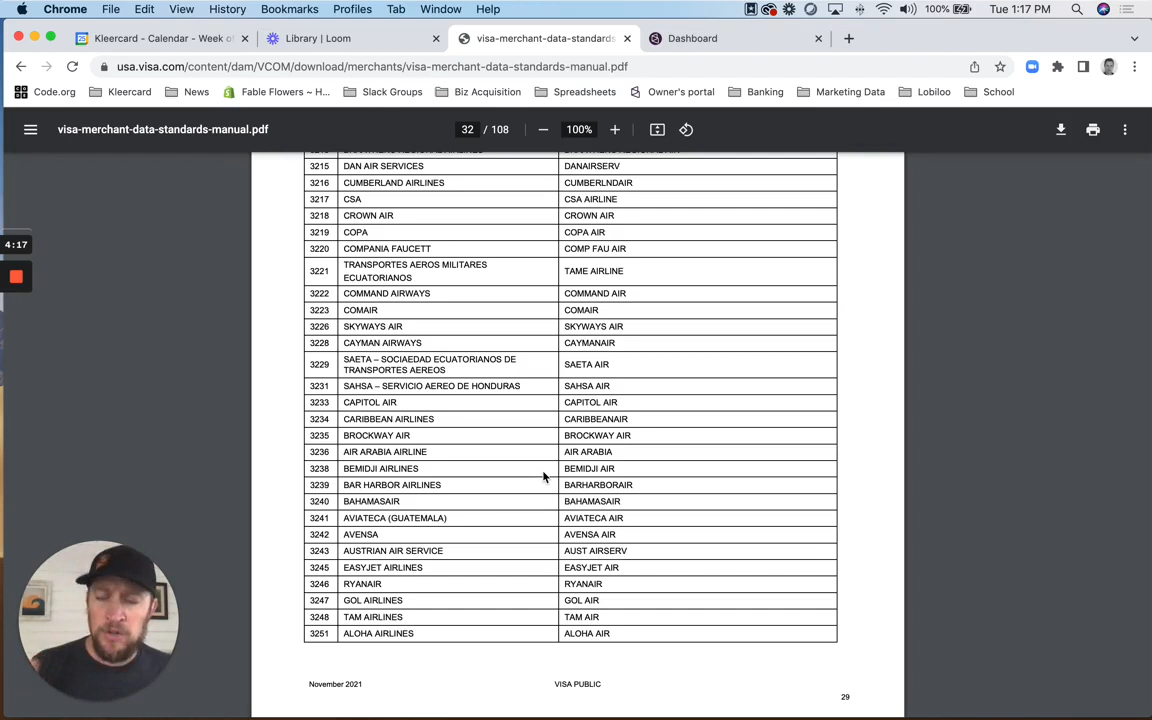 Chrome File Edit View History Bookmarks Profiles Tab Window Help 100% Tue 1:17 PM
Kleercard - Calendar - Week of Library | Loom visa-merchant-data-standards Dashboard
usa.visa.com/content/dam/VCOM/download/merchants/visa-merchant-data-standards-manual.pdf
Code.org Kleercard News Fable Flowers ~ H... Slack Groups Biz Acquisition Spreadsheets Owner's portal Banking Marketing Data Lobiloo School
visa-merchant-data-standards-manual.pdf 32 / 108 100%
3215 DAN AIR SERVICES DANAIRSERV
3216 CUMBERLAND AIRLINES CUMBERLNDAIR
3217 CSA CSA AIRLINE
3218 CROWN AIR CROWN AIR
3219 COPA COPA AIR
4:17
3220 COMPANIA FAUCETT COMP FAU AIR
3221 TRANSPORTES AEROS MILITARES
ECUATORIANOS TAME AIRLINE
3222 COMMAND AIRWAYS COMMAND AIR
3223 COMAIR COMAIR
3226 SKYWAYS AIR SKYWAYS AIR
3228 CAYMAN AIRWAYS CAYMANAIR
3229 SAETA – SOCIAEDAD ECUATORIANOS DE
TRANSPORTES AEREOS SAETA AIR
3231 SAHSA – SERVICIO AEREO DE HONDURAS SAHSA AIR
3233 CAPITOL AIR CAPITOL AIR
3234 CARIBBEAN AIRLINES CARIBBEANAIR
3235 BROCKWAY AIR BROCKWAY AIR
3236 AIR ARABIA AIRLINE AIR ARABIA
3238 BEMIDJI AIRLINES BEMIDJI AIR
3239 BAR HARBOR AIRLINES BARHARBORAIR
3240 BAHAMASAIR BAHAMASAIR
3241 AVIATECA (GUATEMALA) AVIATECA AIR
3242 AVENSA AVENSA AIR
3243 AUSTRIAN AIR SERVICE AUST AIRSERV
3245 EASYJET AIRLINES EASYJET AIR
3246 RYANAIR RYANAIR
3247 GOL AIRLINES GOL AIR
3248 TAM AIRLINES TAM AIR
3251 ALOHA AIRLINES ALOHA AIR
November 2021 VISA PUBLIC
29